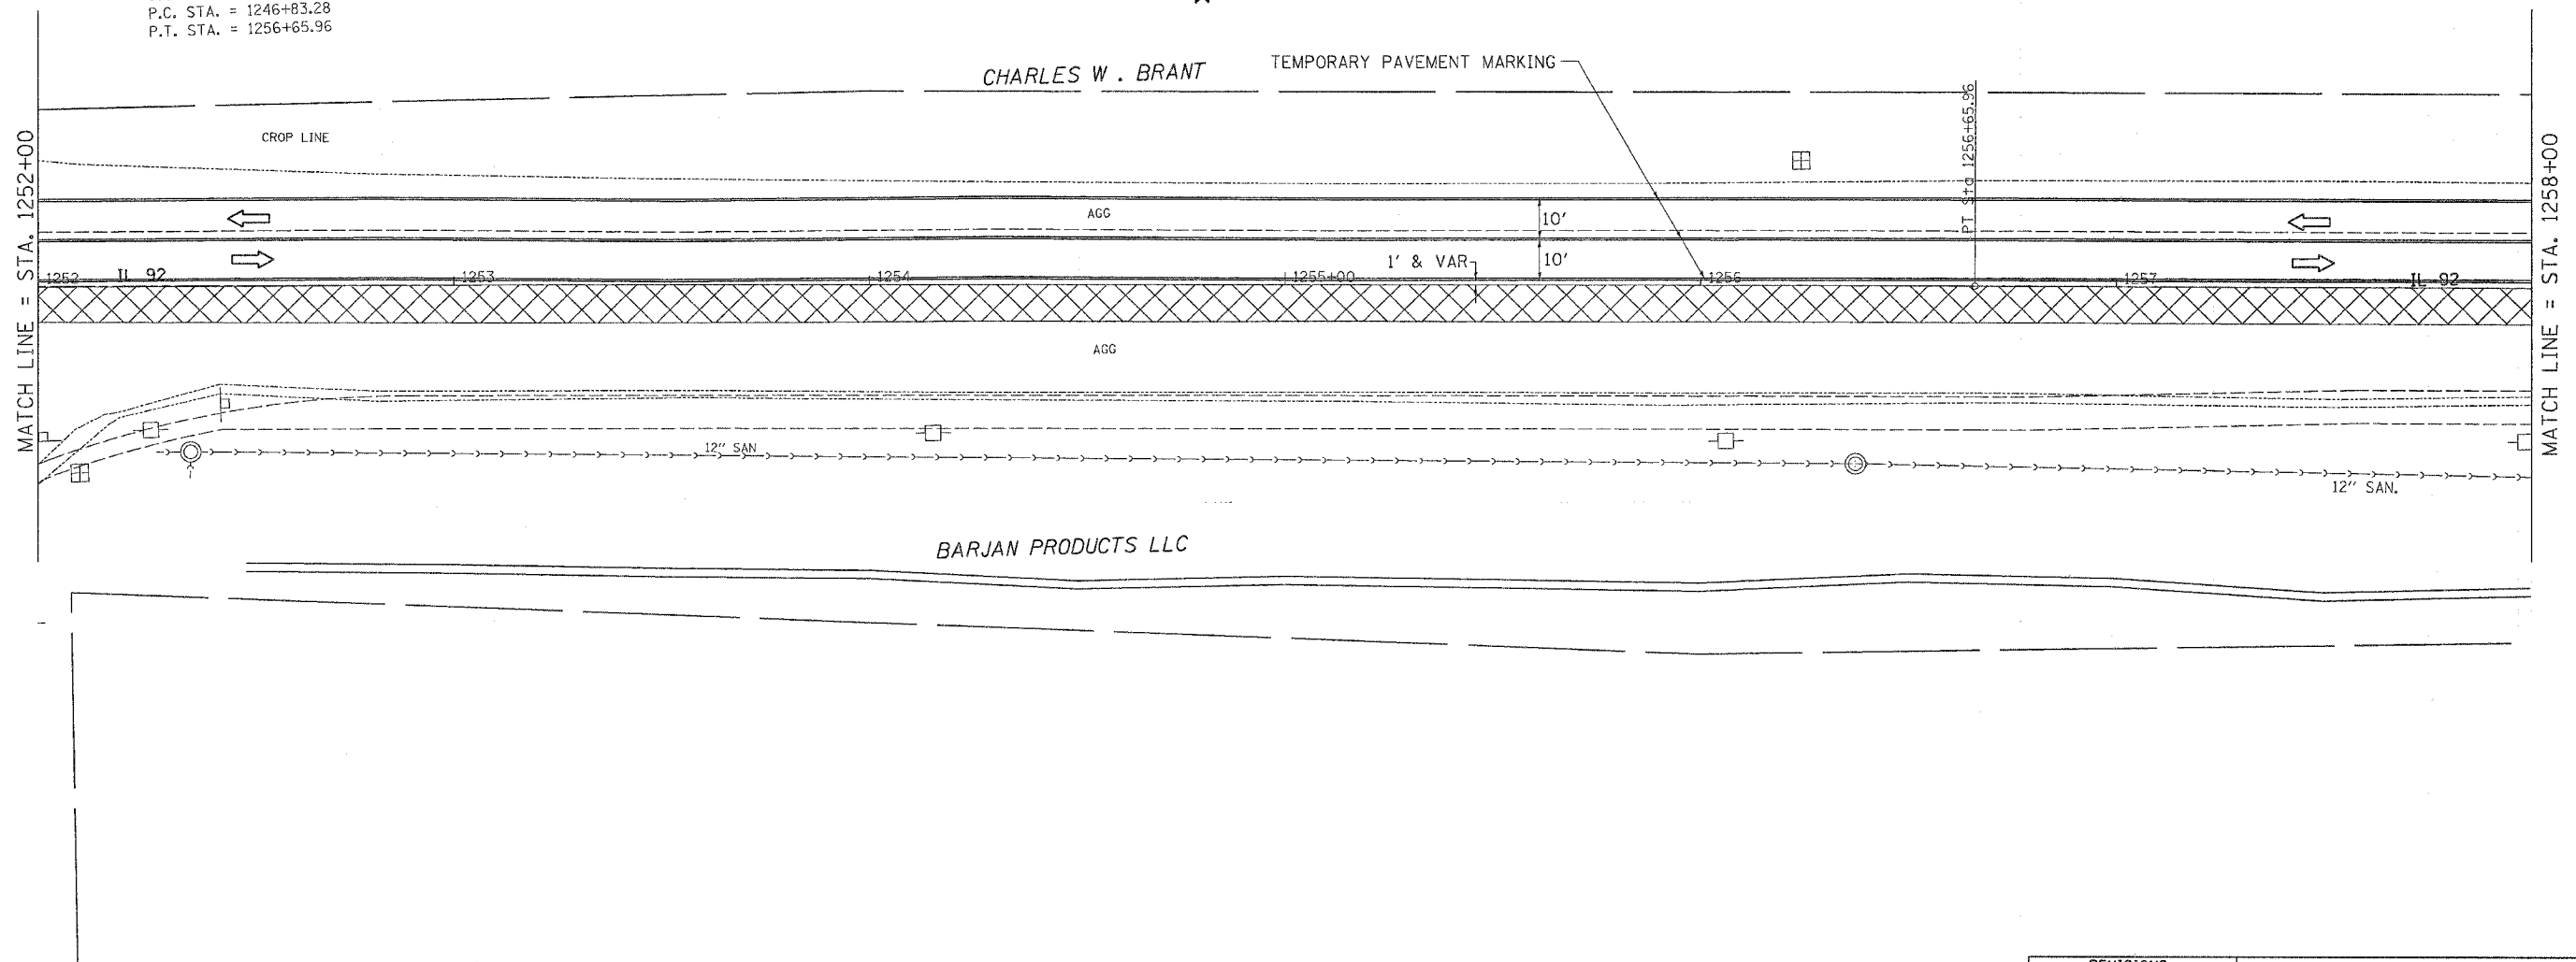 P.C. STA. = 1246+83.28
P.T. STA. = 1256+65.96
CHARLES W. BRANT
TEMPORARY PAVEMENT MARKING
MATCH LINE = STA. 1252+00
CROP LINE
PT Sta 1256+65.96
MATCH LINE = STA. 1258+00
AGG
10'
10'
1' & VAR
1252
IL 92
1253
1254
1255+00
1256
1257
IL 92
AGG
12" SAN
12" SAN.
BARJAN PRODUCTS LLC